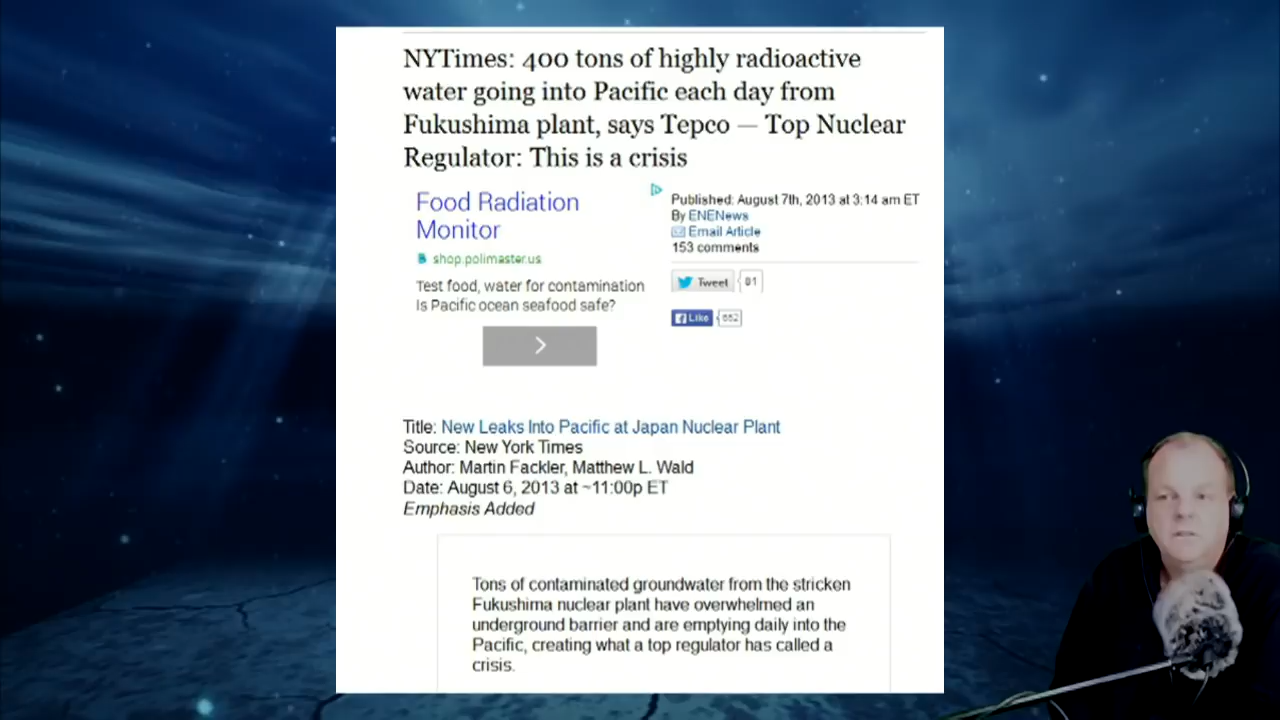 NYTimes: 400 tons of highly radioactive
water going into Pacific each day from
Fukushima plant, says Tepco — Top Nuclear
Regulator: This is a crisis
Food Radiation
Monitor
shop.polimaster.us
Test food, water for contamination
Is Pacific ocean seafood safe?
Published: August 7th, 2013 at 3:14 am ET
By ENENews
Email Article
153 comments
Tweet 81
Like 662
Title: New Leaks Into Pacific at Japan Nuclear Plant
Source: New York Times
Author: Martin Fackler, Matthew L. Wald
Date: August 6, 2013 at ~11:00p ET
Emphasis Added
Tons of contaminated groundwater from the stricken
Fukushima nuclear plant have overwhelmed an
underground barrier and are emptying daily into the
Pacific, creating what a top regulator has called a
crisis.